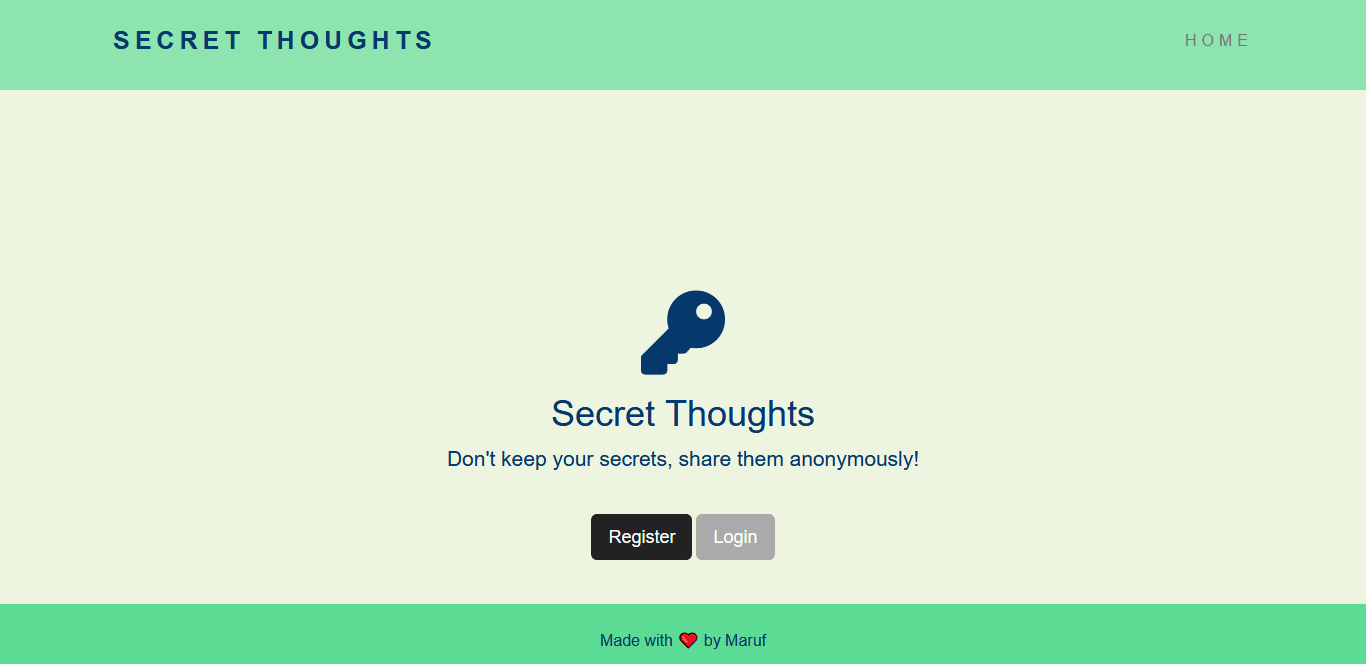 SECRET THOUGHTS
HOME
Secret Thoughts
Don't keep your secrets, share them anonymously!
Register Login
Made with ❤ by Maruf